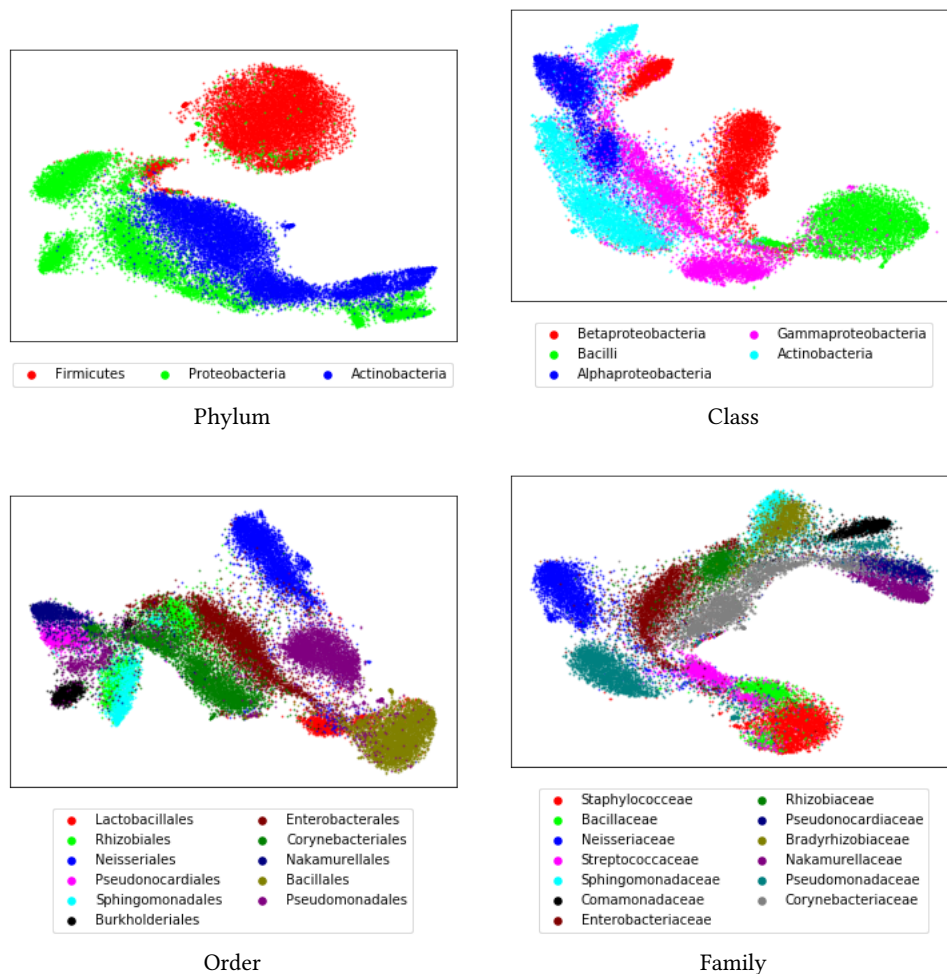 Firmicutes Proteobacteria Actinobacteria
Phylum
Betaproteobacteria Gammaproteobacteria
Bacilli Actinobacteria
Alphaproteobacteria
Class
Lactobacillales Enterobacterales
Rhizobiales Corynebacteriales
Neisseriales Nakamurellales
Pseudonocardiales Bacillales
Sphingomonadales Pseudomonadales
Burkholderiales
Order
Staphylococceae Rhizobiaceae
Bacillaceae Pseudonocardiaceae
Neisseriaceae Bradyrhizobiaceae
Streptococcaceae Nakamurellaceae
Sphingomonadaceae Pseudomonadaceae
Comamonadaceae Corynebacteriaceae
Enterobacteriaceae
Family